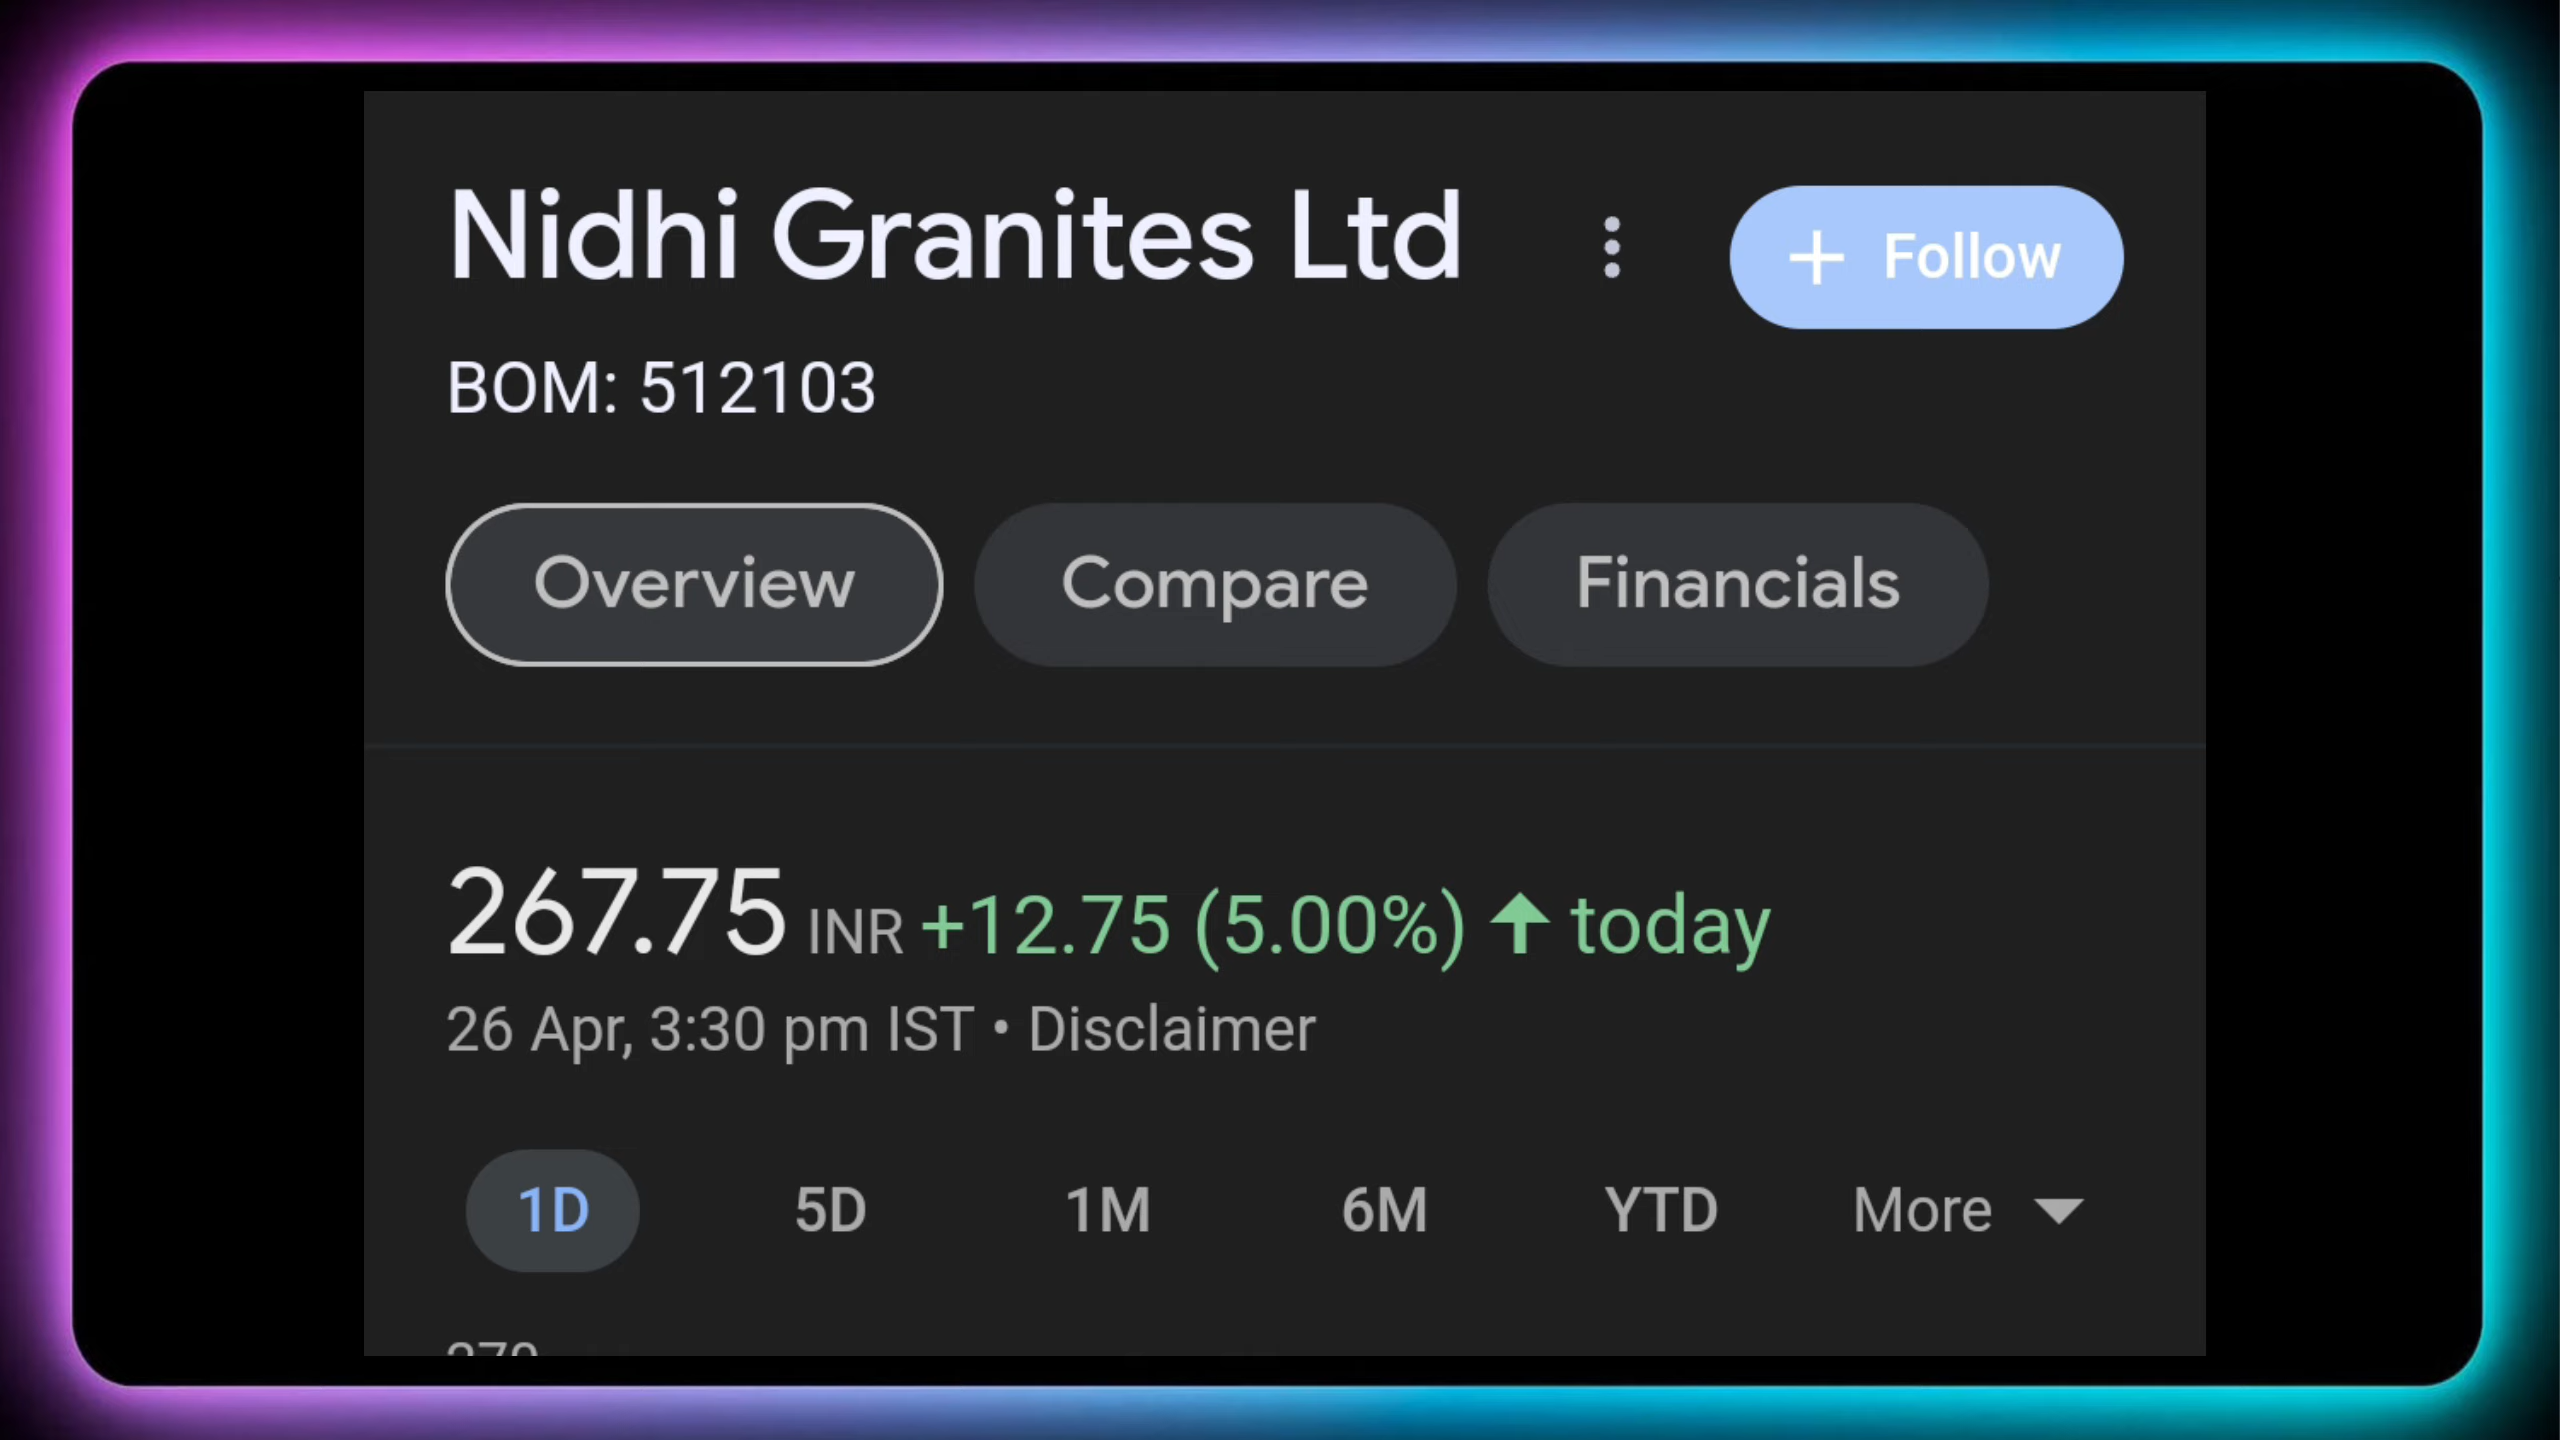 Nidhi Granites Ltd
+ Follow
BOM: 512103
Overview Compare Financials
267.75 INR +12.75 (5.00%) ↑ today
26 Apr, 3:30 pm IST • Disclaimer
1D 5D 1M 6M YTD More